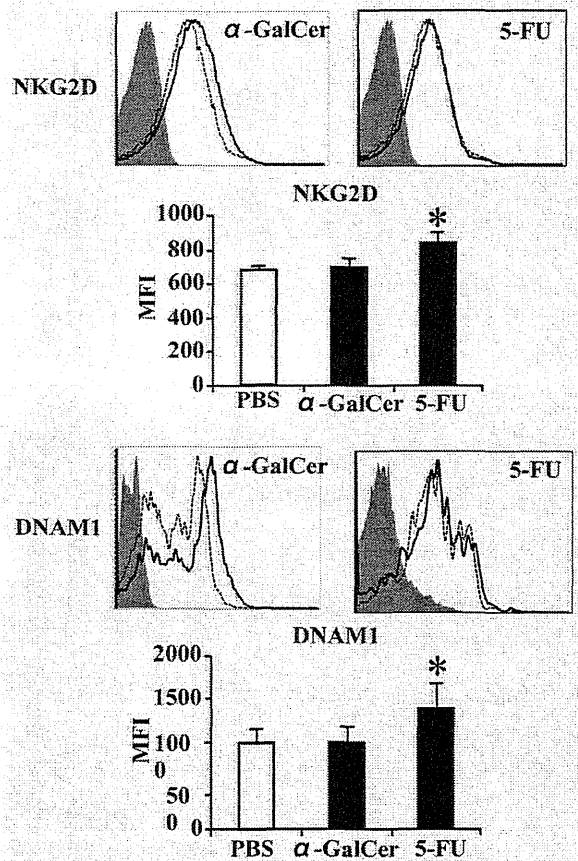 α-GalCer
5-FU
NKG2D
NKG2D
1000
*
800
600
400
200
0
MFI
PBS α-GalCer 5-FU
α-GalCer
5-FU
DNAM1
DNAM1
2000
*
1500
100
0
50
0
MFI
PBS α-GalCer 5-FU